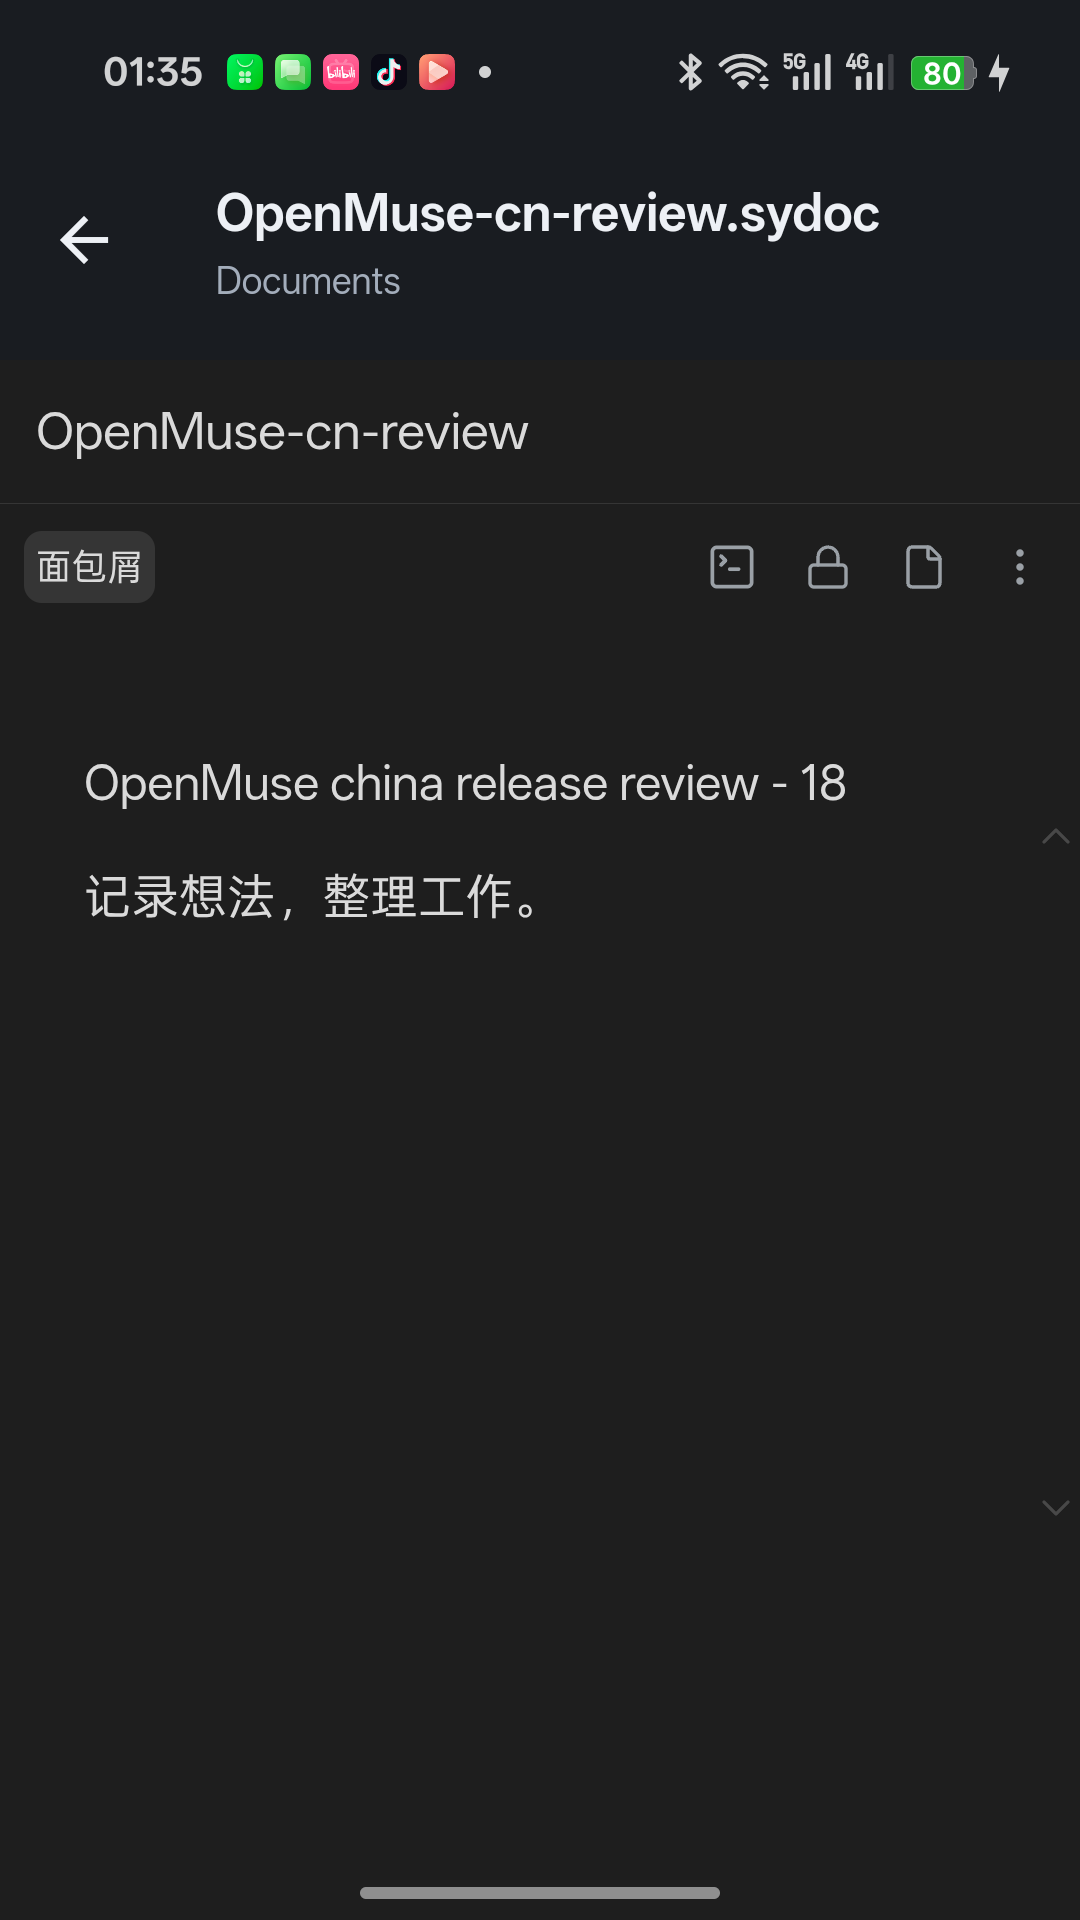 01:35
5G
4G
80
OpenMuse-cn-review.sydoc
Documents
OpenMuse-cn-review
面包屑
OpenMuse china release review - 18
记录想法，整理工作。